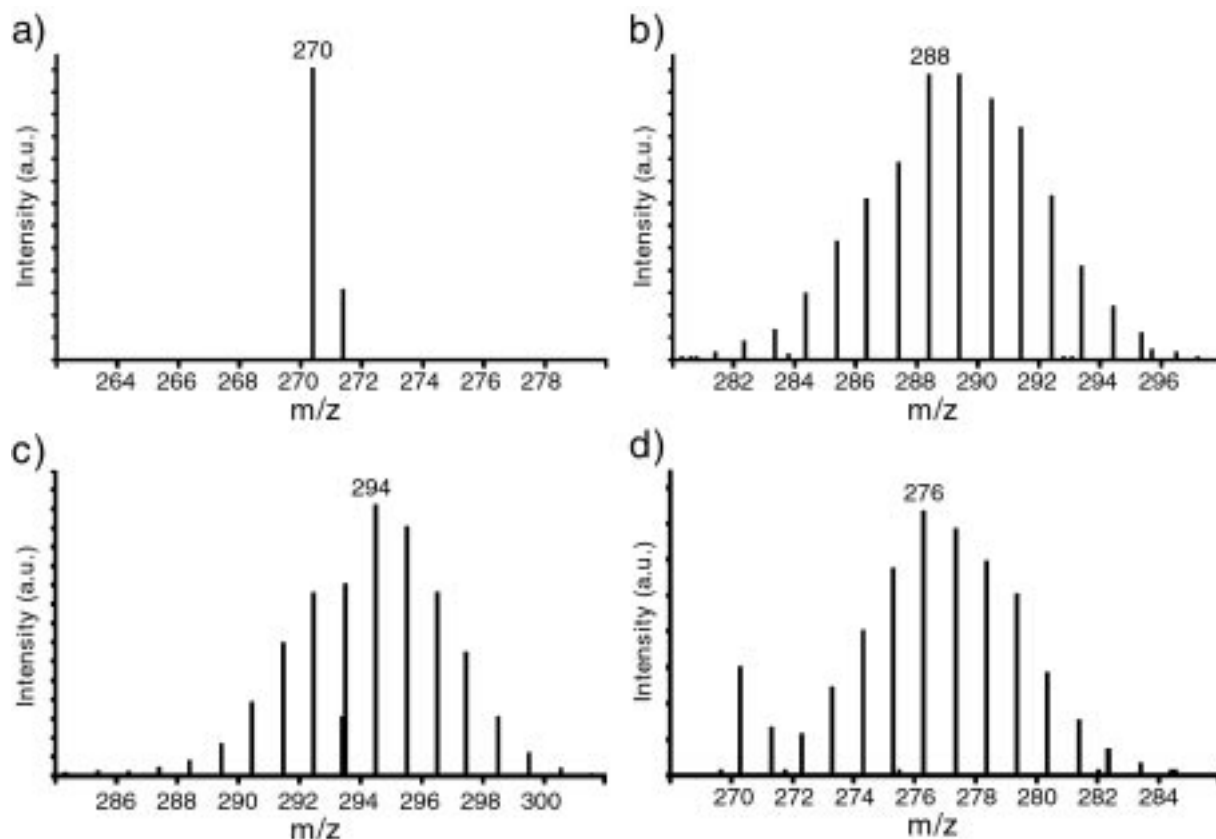 a)
270
Intensity (a.u.)
264 266 268 270 272 274 276 278
m/z
b)
288
Intensity (a.u.)
282 284 286 288 290 292 294 296
m/z
c)
294
Intensity (a.u.)
286 288 290 292 294 296 298 300
m/z
d)
276
Intensity (a.u.)
270 272 274 276 278 280 282 284
m/z